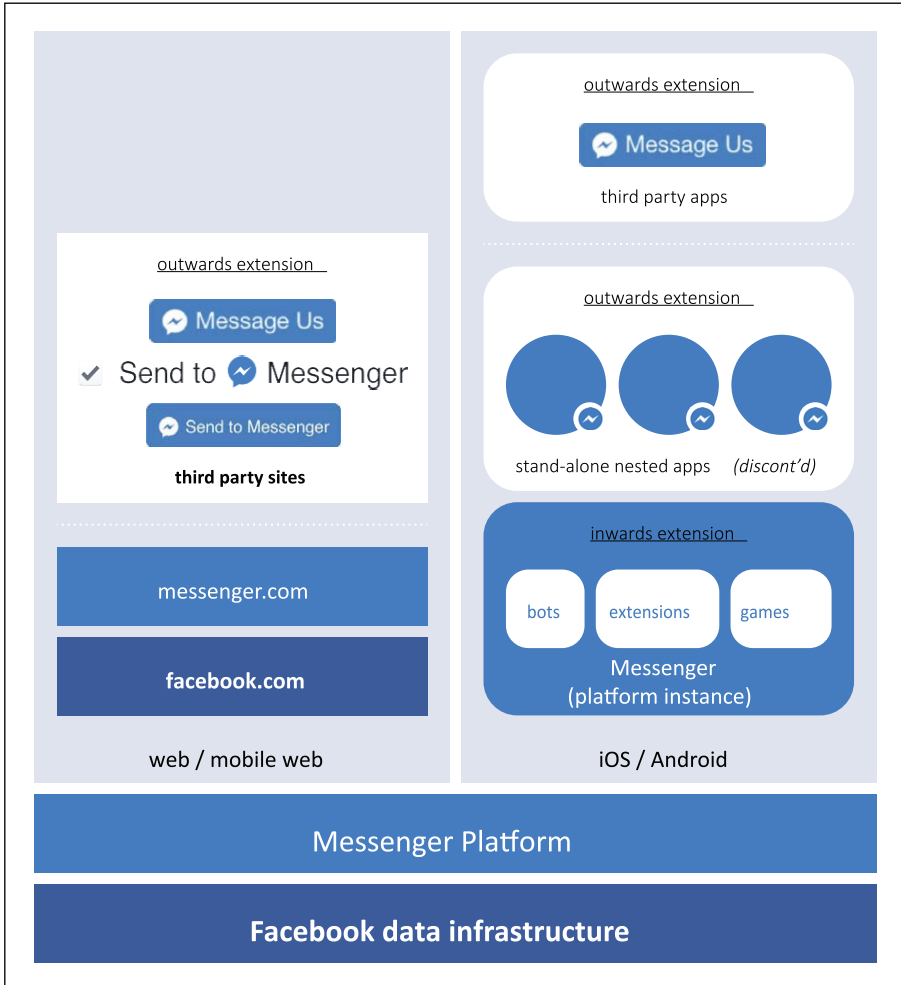 outwards extension
Message Us
Send to Messenger
Send to Messenger
third party sites
messenger.com
facebook.com
web / mobile web
outwards extension
Message Us
third party apps
outwards extension
stand-alone nested apps (discont'd)
inwards extension
bots extensions games
Messenger
(platform instance)
iOS / Android
Messenger Platform
Facebook data infrastructure